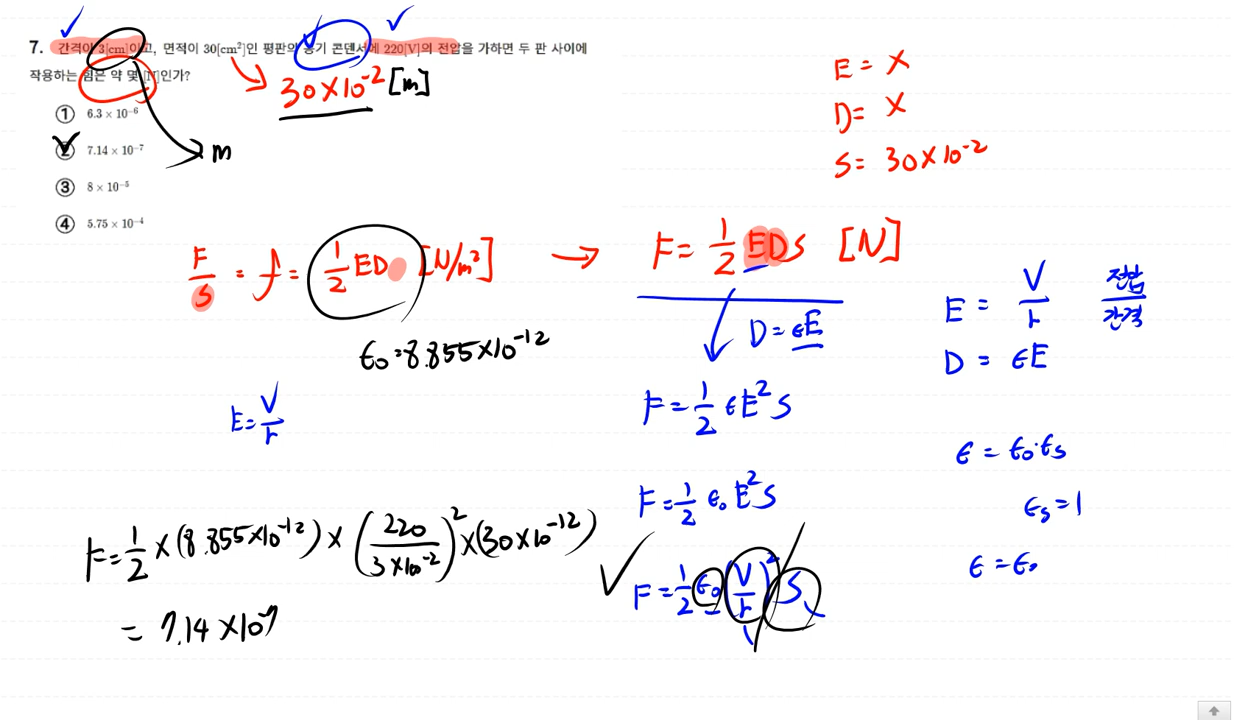 7. 간격이 3[cm]이고, 면적이 30[cm²]인 평판의 공기 콘덴서에 220[V]의 전압을 가하면 두 판 사이에
작용하는 힘은 약 몇 [N]인가?
30×10⁻² [m]
① 6.3 × 10⁻⁶
② 7.14 × 10⁻⁷
m
③ 8 × 10⁻⁵
④ 5.75 × 10⁻⁴
E = X
D = X
S = 30×10⁻²
F/S = f = 1/2 ED [N/m²] → F = 1/2 EDS [N]
ε₀=8.855×10⁻¹²
D = εE
E = V/r 전압/간격
D = εE
E = V/r
F = 1/2 εE²S
ε = ε₀·εs
F = 1/2 ε₀E²S
εs = 1
F = 1/2 × (8.855×10⁻¹²) × (220/3×10⁻²)² × (30×10⁻¹²)
F = 1/2 ε₀ (V/r)² S
ε = ε₀
= 7.14 ×10⁻⁷